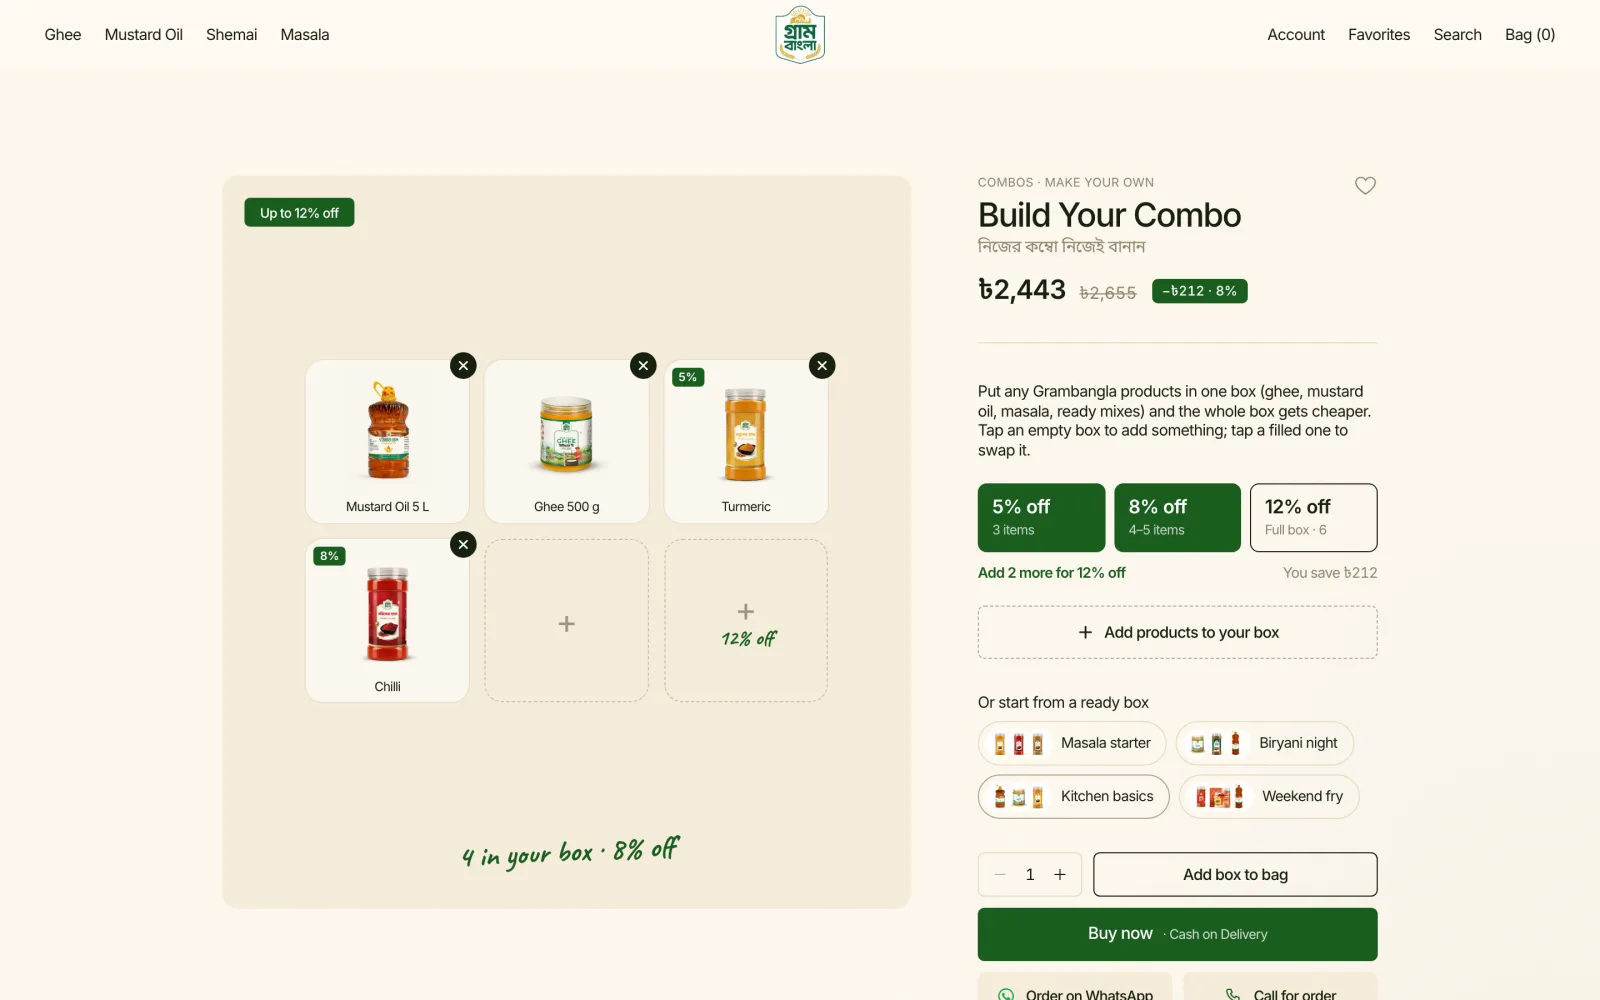 Ghee
Mustard Oil
Shemai
Masala
গ্রাম
বাংলা
Account
Favorites
Search
Bag (0)
Up to 12% off
Mustard Oil 5 L
GHEE
Ghee 500 g
5%
Turmeric
8%
Chilli
+
+
12% off
4 in your box · 8% off
COMBOS · MAKE YOUR OWN
Build Your Combo
নিজের কম্বো নিজেই বানান
৳2,443 ৳2,655 −৳212 · 8%
Put any Grambangla products in one box (ghee, mustard
oil, masala, ready mixes) and the whole box gets cheaper.
Tap an empty box to add something; tap a filled one to
swap it.
5% off
3 items
8% off
4–5 items
12% off
Full box · 6
Add 2 more for 12% off
You save ৳212
+ Add products to your box
Or start from a ready box
Masala starter
Biryani night
Kitchen basics
Weekend fry
− 1 +
Add box to bag
Buy now · Cash on Delivery
Order on WhatsApp
Call for order